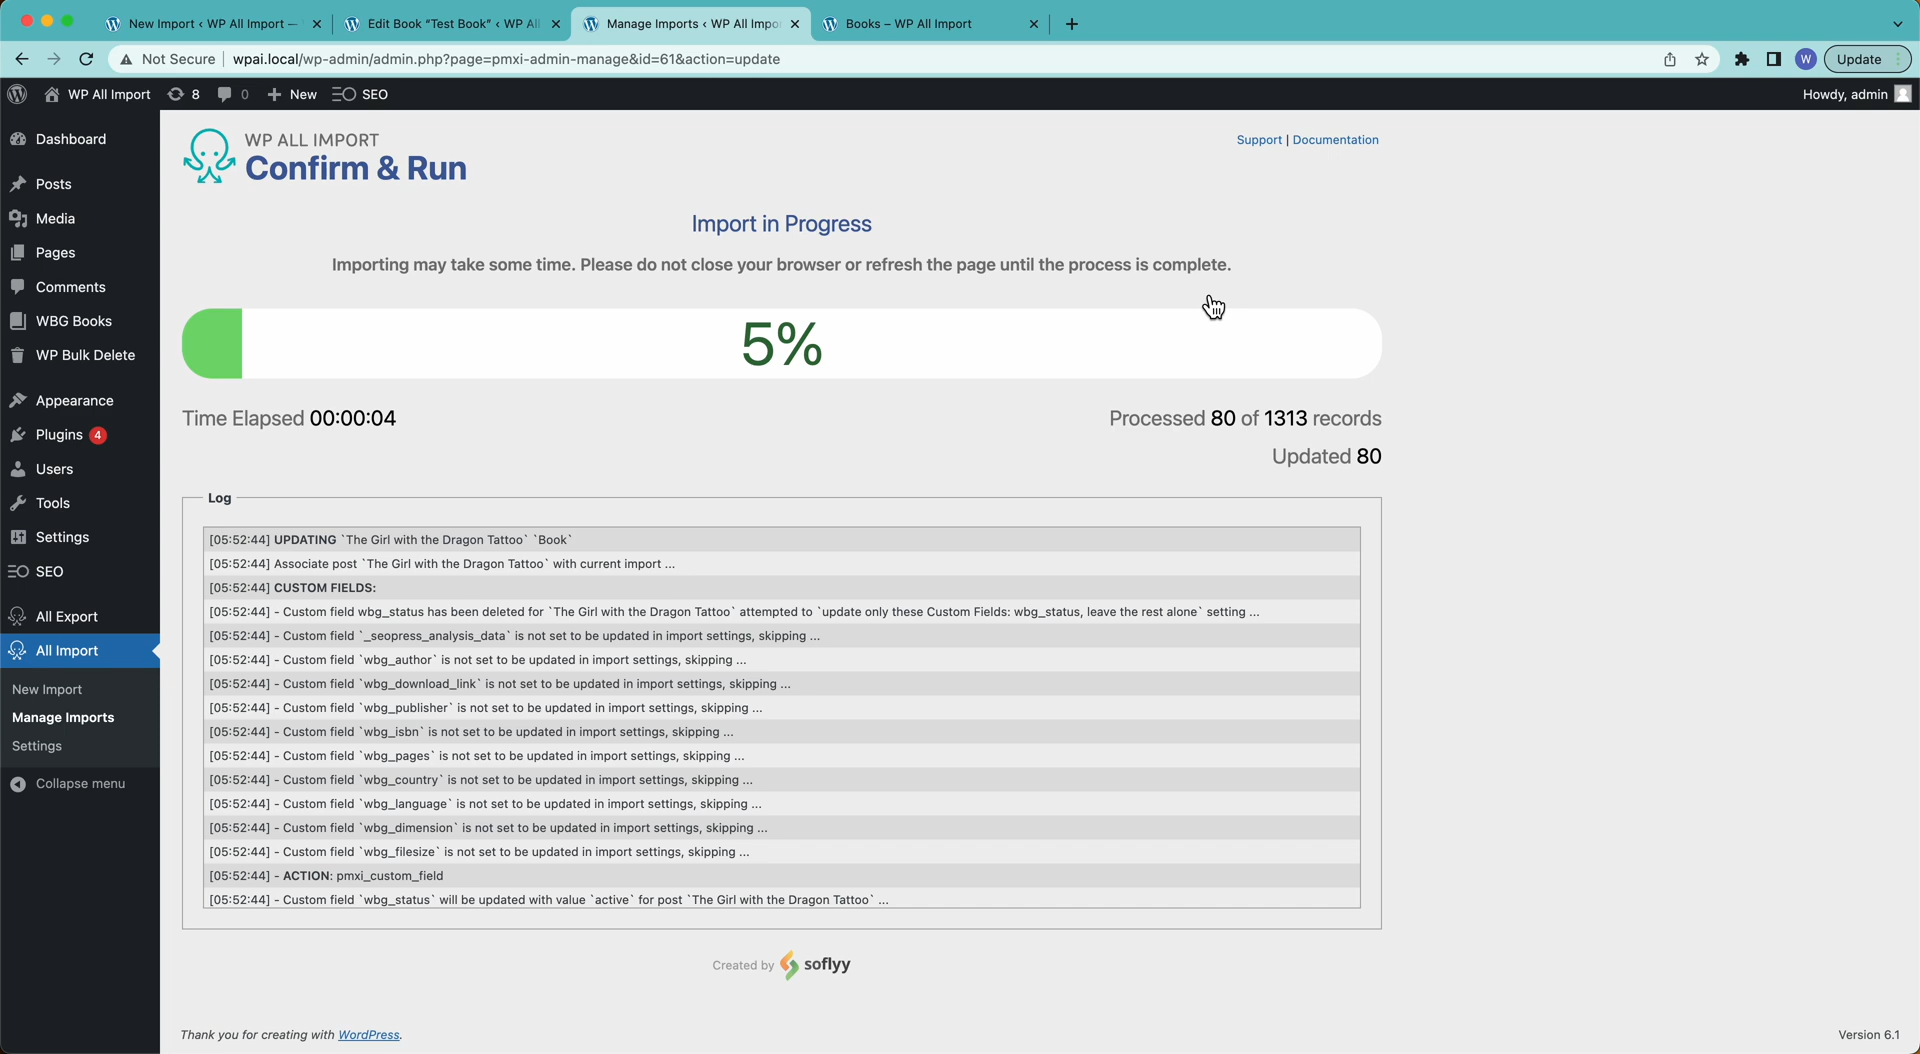 New Import ‹ WP All Import —
Edit Book “Test Book” ‹ WP All
Manage Imports ‹ WP All Impor
Books – WP All Import
Not Secure
wpai.local/wp-admin/admin.php?page=pmxi-admin-manage&id=61&action=update
W
Update
WP All Import
8
0
New
SEO
Howdy, admin
Dashboard
Posts
Media
Pages
Comments
WBG Books
WP Bulk Delete
Appearance
Plugins 4
Users
Tools
Settings
SEO
All Export
All Import
New Import
Manage Imports
Settings
Collapse menu
WP ALL IMPORT
Confirm & Run
Support | Documentation
Import in Progress
Importing may take some time. Please do not close your browser or refresh the page until the process is complete.
5%
Time Elapsed 00:00:04
Processed 80 of 1313 records
Updated 80
Log
[05:52:44] UPDATING `The Girl with the Dragon Tattoo` `Book`
[05:52:44] Associate post `The Girl with the Dragon Tattoo` with current import ...
[05:52:44] CUSTOM FIELDS:
[05:52:44] - Custom field wbg_status has been deleted for `The Girl with the Dragon Tattoo` attempted to `update only these Custom Fields: wbg_status, leave the rest alone` setting ...
[05:52:44] - Custom field `_seopress_analysis_data` is not set to be updated in import settings, skipping ...
[05:52:44] - Custom field `wbg_author` is not set to be updated in import settings, skipping ...
[05:52:44] - Custom field `wbg_download_link` is not set to be updated in import settings, skipping ...
[05:52:44] - Custom field `wbg_publisher` is not set to be updated in import settings, skipping ...
[05:52:44] - Custom field `wbg_isbn` is not set to be updated in import settings, skipping ...
[05:52:44] - Custom field `wbg_pages` is not set to be updated in import settings, skipping ...
[05:52:44] - Custom field `wbg_country` is not set to be updated in import settings, skipping ...
[05:52:44] - Custom field `wbg_language` is not set to be updated in import settings, skipping ...
[05:52:44] - Custom field `wbg_dimension` is not set to be updated in import settings, skipping ...
[05:52:44] - Custom field `wbg_filesize` is not set to be updated in import settings, skipping ...
[05:52:44] - ACTION: pmxi_custom_field
[05:52:44] - Custom field `wbg_status` will be updated with value `active` for post `The Girl with the Dragon Tattoo` ...
Created by soflyy
Thank you for creating with WordPress.
Version 6.1